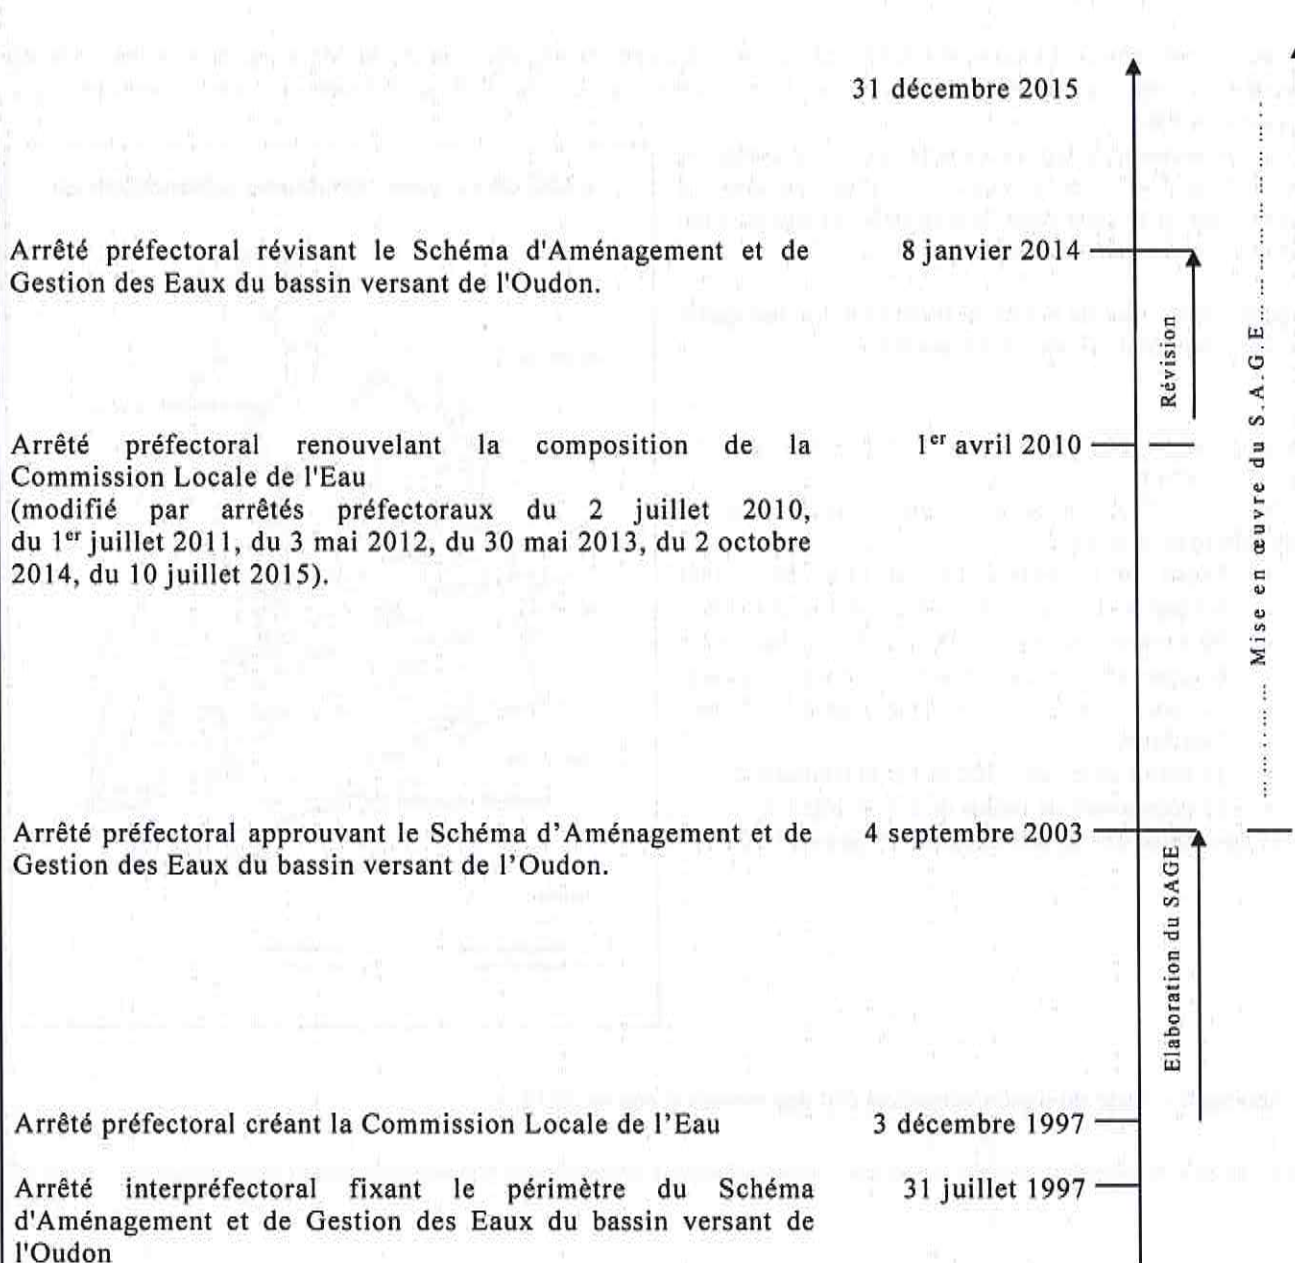 31 décembre 2015
Arrêté préfectoral révisant le Schéma d'Aménagement et de
Gestion des Eaux du bassin versant de l'Oudon.
8 janvier 2014
Révision
Arrêté préfectoral renouvelant la composition de la
Commission Locale de l'Eau
(modifié par arrêtés préfectoraux du 2 juillet 2010,
du 1er juillet 2011, du 3 mai 2012, du 30 mai 2013, du 2 octobre
2014, du 10 juillet 2015).
1er avril 2010
Mise en œuvre du S.A.G.E
Arrêté préfectoral approuvant le Schéma d’Aménagement et de
Gestion des Eaux du bassin versant de l’Oudon.
4 septembre 2003
Elaboration du SAGE
Arrêté préfectoral créant la Commission Locale de l’Eau
3 décembre 1997
Arrêté interpréfectoral fixant le périmètre du Schéma
d'Aménagement et de Gestion des Eaux du bassin versant de
l'Oudon
31 juillet 1997